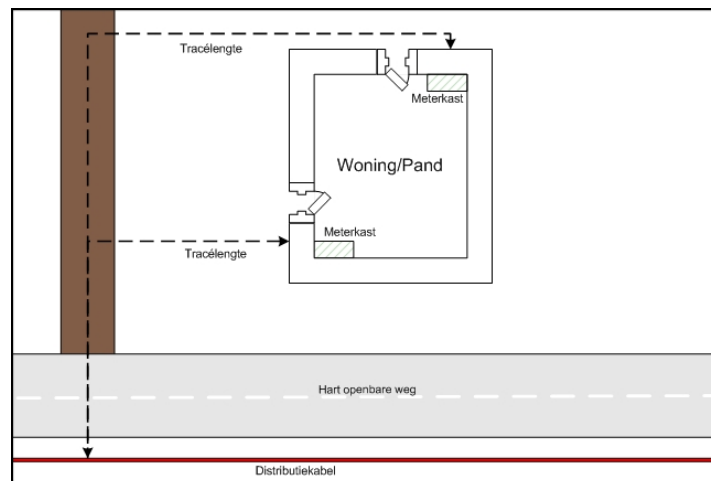 Tracélengte
Meterkast
Woning/Pand
Meterkast
Tracélengte
Hart openbare weg
Distributiekabel